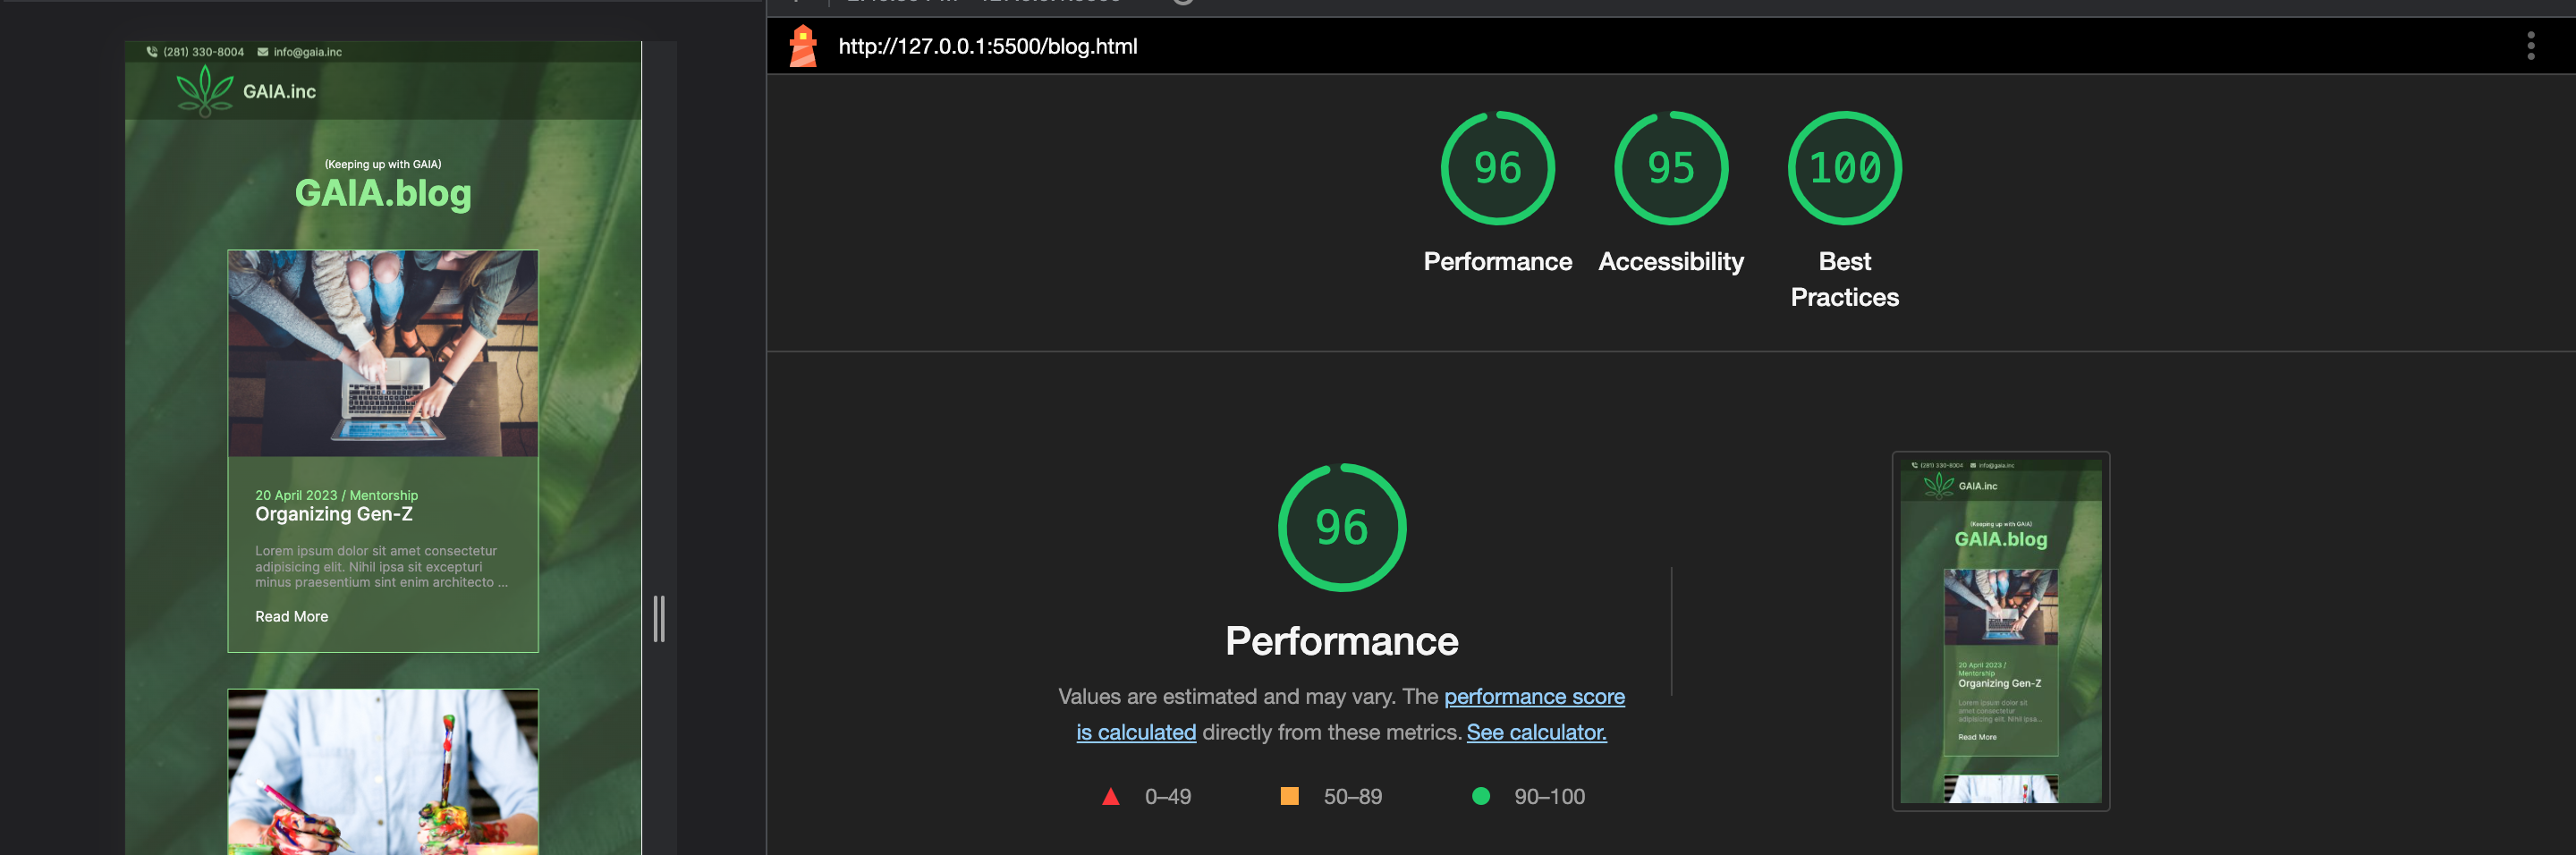 (281) 330-8004 info@gaia.inc
GAIA.inc
(Keeping up with GAIA)
GAIA.blog
20 April 2023 / Mentorship
Organizing Gen-Z
Lorem ipsum dolor sit amet consectetur
adipisicing elit. Nihil ipsa sit excepturi
minus praesentium sint enim architecto ...
Read More
http://127.0.0.1:5500/blog.html
96
95
100
Performance
Accessibility
Best
Practices
96
Performance
Values are estimated and may vary. The performance score
is calculated directly from these metrics. See calculator.
0–49
50–89
90–100
(281) 330-8004 info@gaia.inc
GAIA.inc
(Keeping up with GAIA)
GAIA.blog
20 April 2023 /
Mentorship
Organizing Gen-Z
Lorem ipsum dolor sit
amet consectetur
adipisicing elit. Nihil ipsa...
Read More